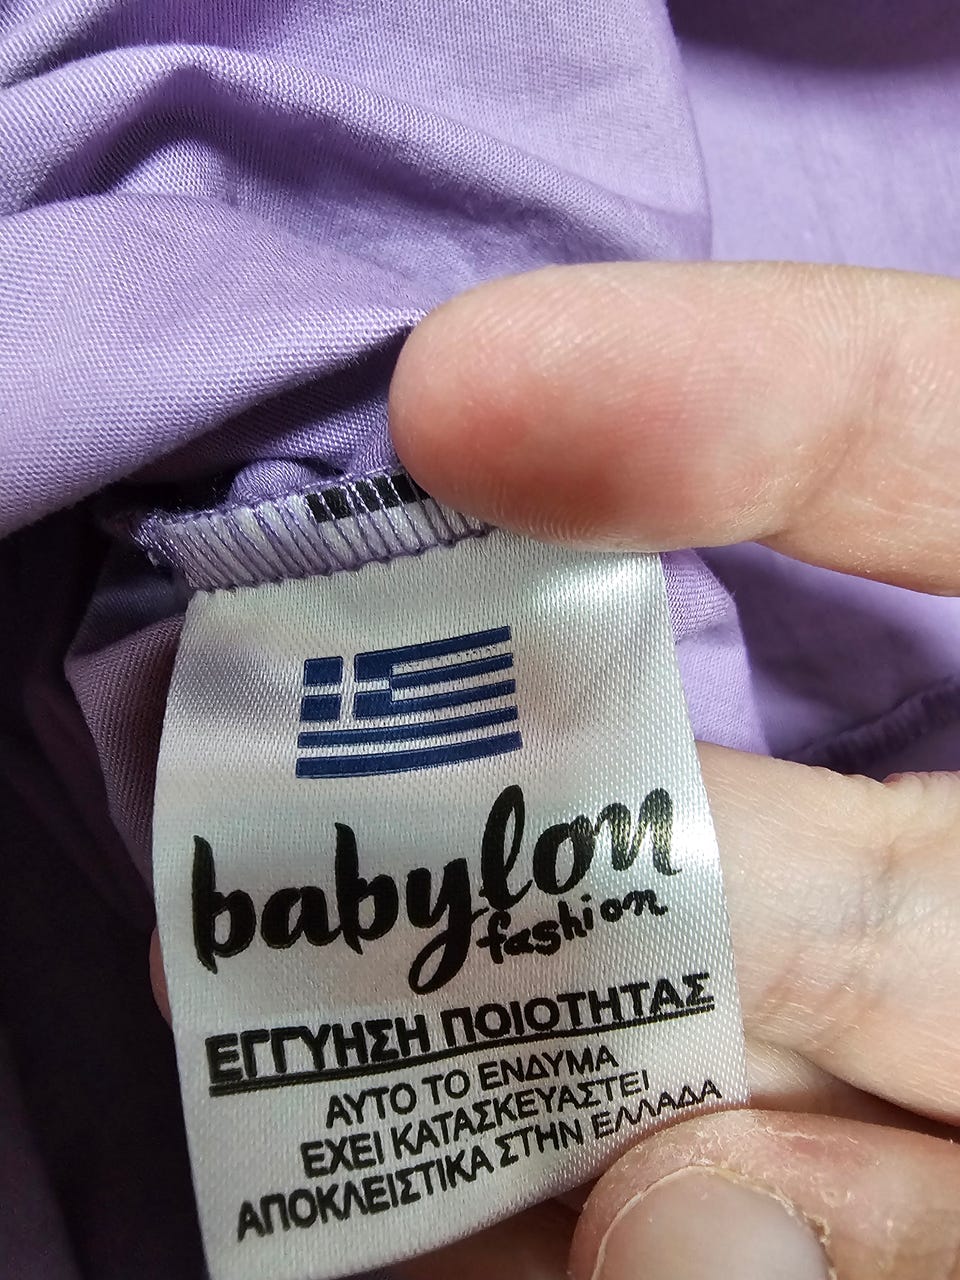 babylon
fashion
ΕΓΓΥΗΣΗ ΠΟΙΟΤΗΤΑΣ
ΑΥΤΟ ΤΟ ΕΝΔΥΜΑ
ΕΧΕΙ ΚΑΤΑΣΚΕΥΑΣΤΕΙ
ΑΠΟΚΛΕΙΣΤΙΚΑ ΣΤΗΝ ΕΛΛΑΔΑ